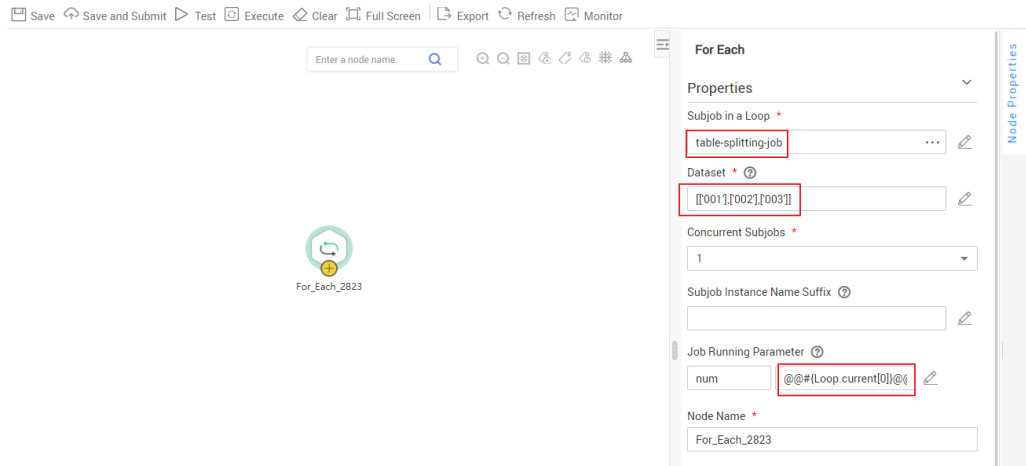 Save Save and Submit Test Execute Clear Full Screen Export Refresh Monitor
Enter a node name.
For_Each_2823
For Each
Properties
Subjob in a Loop *
table-splitting-job ...
Dataset * ?
[['001'],['002'],['003']]
Concurrent Subjobs *
1
Subjob Instance Name Suffix ?
Job Running Parameter ?
num @@#{Loop.current[0]}@
Node Name *
For_Each_2823
Node Properties